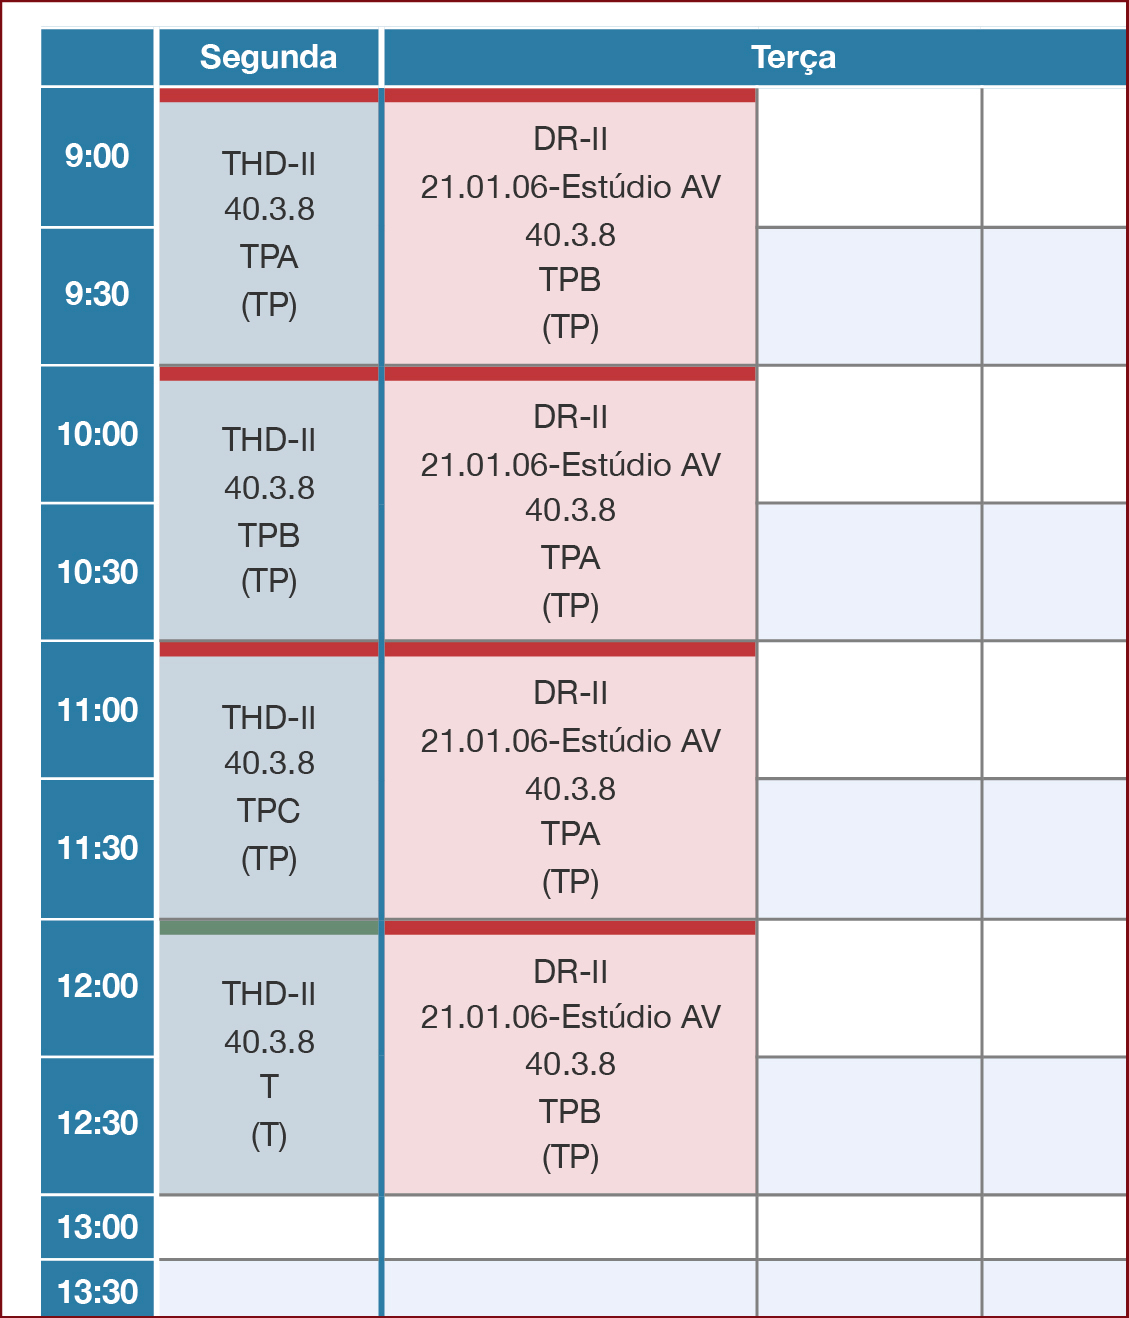 Segunda
Terça
9:00
9:30
THD-II
40.3.8
TPA
(TP)
DR-II
21.01.06-Estúdio AV
40.3.8
TPB
(TP)
10:00
10:30
THD-II
40.3.8
TPB
(TP)
DR-II
21.01.06-Estúdio AV
40.3.8
TPA
(TP)
11:00
11:30
THD-II
40.3.8
TPC
(TP)
DR-II
21.01.06-Estúdio AV
40.3.8
TPA
(TP)
12:00
12:30
THD-II
40.3.8
T
(T)
DR-II
21.01.06-Estúdio AV
40.3.8
TPB
(TP)
13:00
13:30